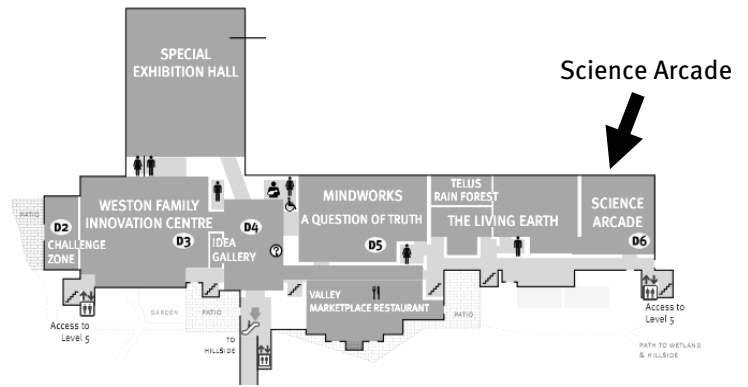 SPECIAL
EXHIBITION HALL
Science Arcade
WESTON FAMILY
INNOVATION CENTRE
MINDWORKS
A QUESTION OF TRUTH
TELUS
RAIN FOREST
THE LIVING EARTH
SCIENCE
ARCADE
PATIO
D2
CHALLENGE
ZONE
D3
D4
IDEA
GALLERY
?
D5
D6
VALLEY
MARKETPLACE RESTAURANT
GARDEN
PATIO
PATIO
Access to
Level 5
TO
HILLSIDE
Access to
Level 5
PATH TO WETLAND
& HILLSIDE